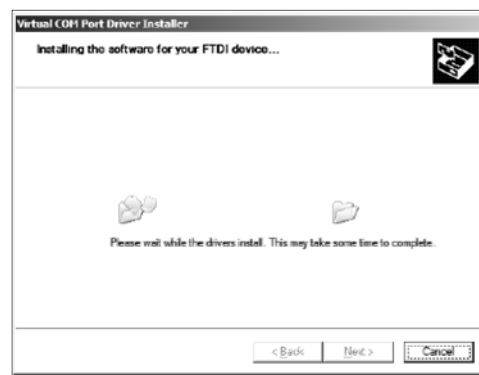 Virtual COM Port Driver Installer
Installing the software for your FTDI device...
Please wait while the drivers install. This may take some time to complete.
< Back
Next >
Cancel